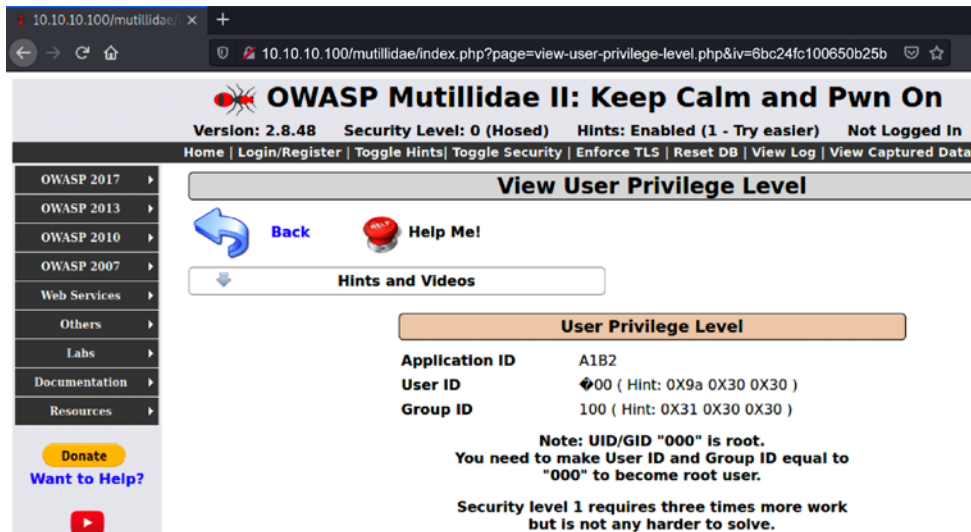 10.10.10.100/mutillidae/
10.10.10.100/mutillidae/index.php?page=view-user-privilege-level.php&iv=6bc24fc100650b25b
OWASP Mutillidae II: Keep Calm and Pwn On
Version: 2.8.48 Security Level: 0 (Hosed) Hints: Enabled (1 - Try easier) Not Logged In
Home | Login/Register | Toggle Hints| Toggle Security | Enforce TLS | Reset DB | View Log | View Captured Data
OWASP 2017
OWASP 2013
OWASP 2010
OWASP 2007
Web Services
Others
Labs
Documentation
Resources
Donate
Want to Help?
View User Privilege Level
Back
HELP
Help Me!
Hints and Videos
User Privilege Level
Application ID A1B2
User ID �00 ( Hint: 0X9a 0X30 0X30 )
Group ID 100 ( Hint: 0X31 0X30 0X30 )
Note: UID/GID "000" is root.
You need to make User ID and Group ID equal to
"000" to become root user.
Security level 1 requires three times more work
but is not any harder to solve.